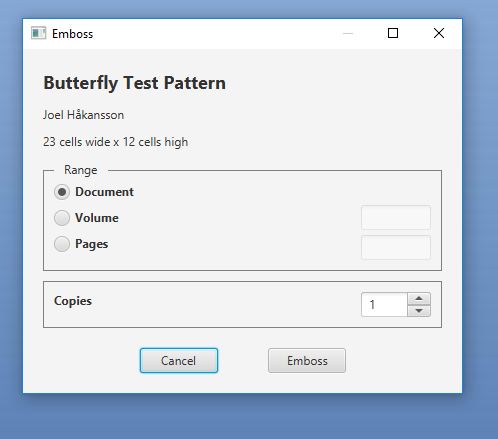 Emboss
Butterfly Test Pattern
Joel Håkansson
23 cells wide x 12 cells high
Range
Document
Volume
Pages
Copies 1
Cancel Emboss